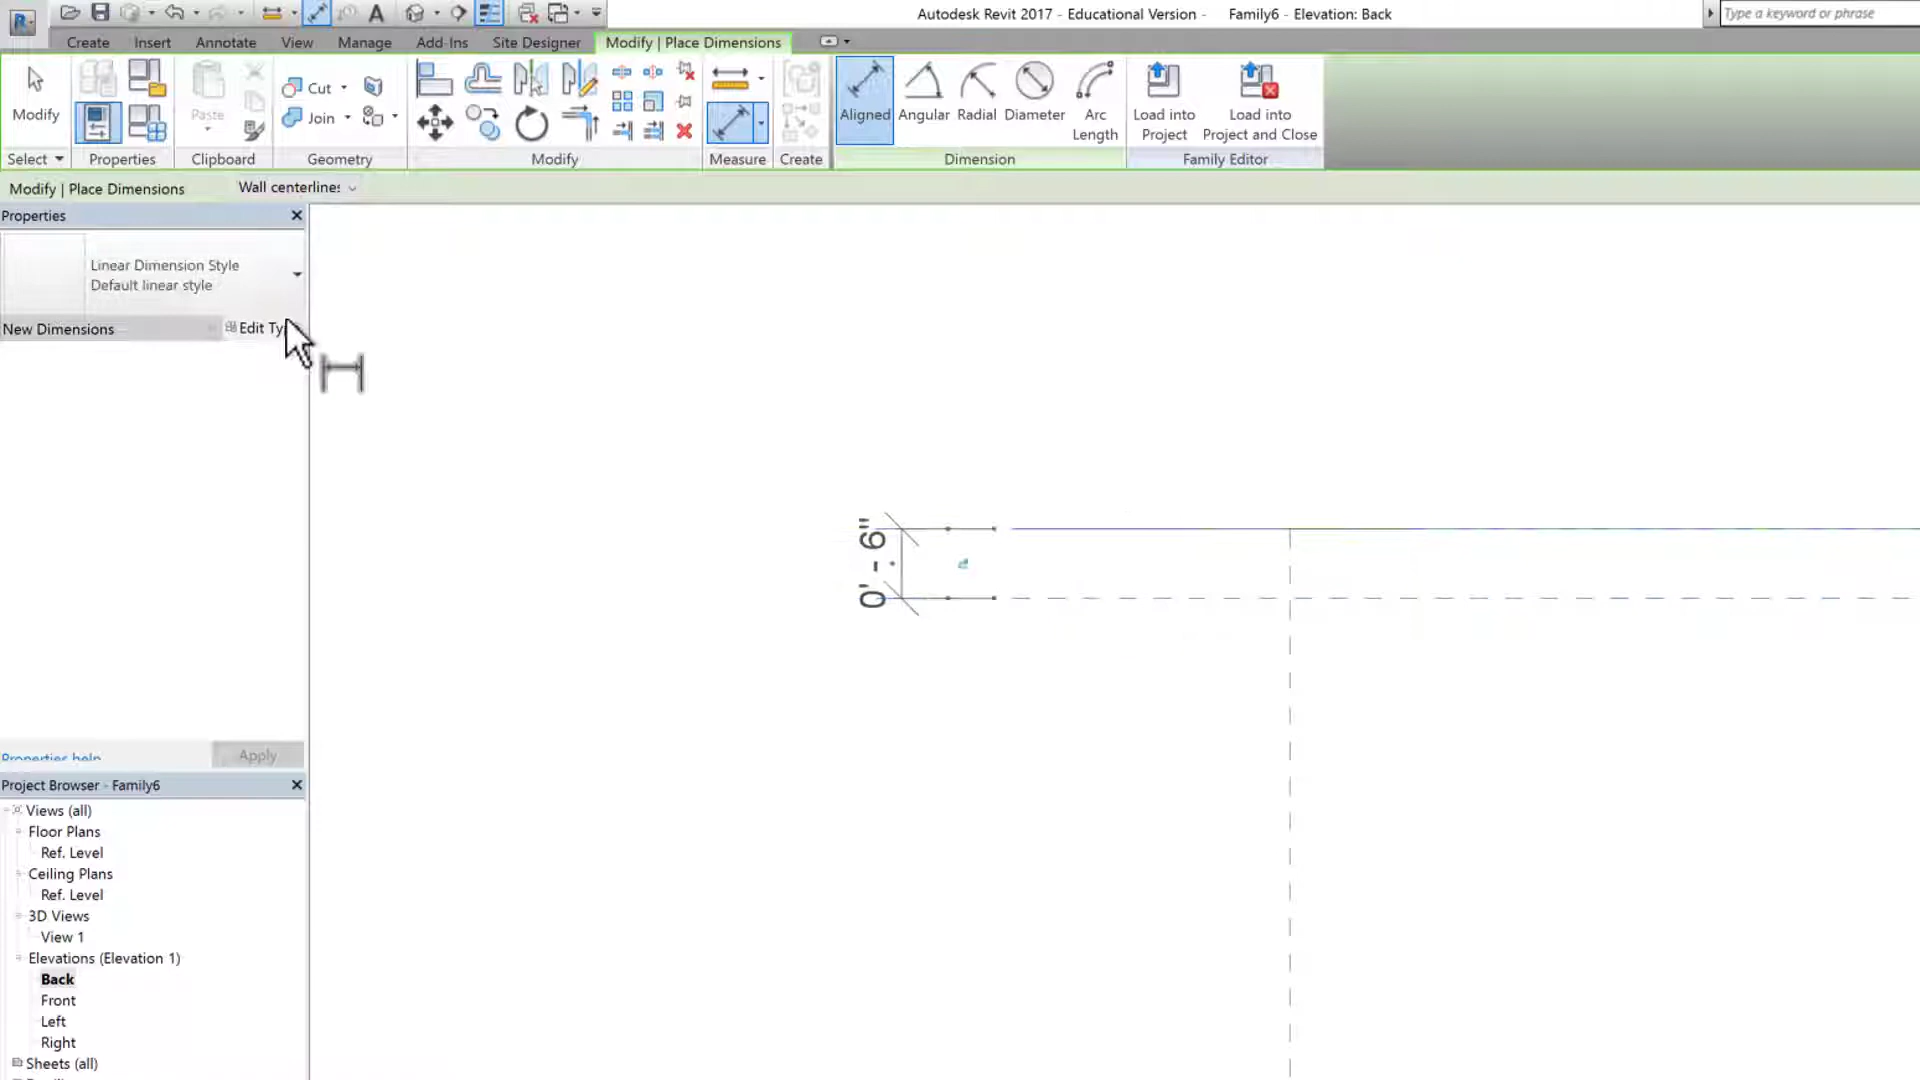 Autodesk Revit 2017 - Educational Version -
Family6 - Elevation: Back
Type a keyword or phrase
Create
Insert
Annotate
View
Manage
Add-Ins
Site Designer
Modify | Place Dimensions
Modify
Paste
Cut
Join
Aligned
Angular
Radial
Diameter
Arc
Length
Load into
Project
Load into
Project and Close
Select
Properties
Clipboard
Geometry
Modify
Measure
Create
Dimension
Family Editor
Modify | Place Dimensions
Wall centerlines
Properties
Linear Dimension Style
Default linear style
New Dimensions
Edit
0' - 6"
Properties help
Apply
Project Browser - Family6
Views (all)
Floor Plans
Ref. Level
Ceiling Plans
Ref. Level
3D Views
View 1
Elevations (Elevation 1)
Back
Front
Left
Right
Sheets (all)